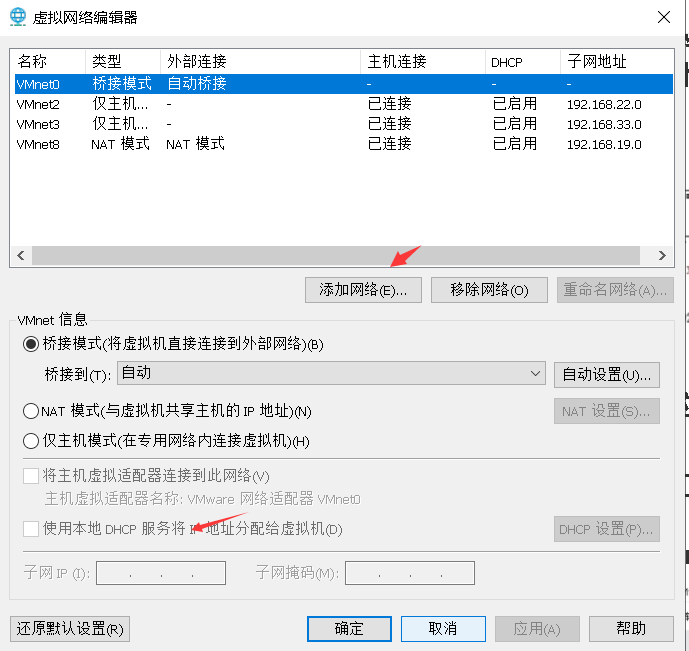 虚拟网络编辑器
名称 类型 外部连接 主机连接 DHCP 子网地址
VMnet0 桥接模式 自动桥接 - - -
VMnet2 仅主机... - 已连接 已启用 192.168.22.0
VMnet3 仅主机... - 已连接 已启用 192.168.33.0
VMnet8 NAT 模式 NAT 模式 已连接 已启用 192.168.19.0
添加网络(E)... 移除网络(O) 重命名网络(A)...
VMnet 信息
桥接模式(将虚拟机直接连接到外部网络)(B)
桥接到(T): 自动 自动设置(U)...
NAT 模式(与虚拟机共享主机的 IP 地址)(N) NAT 设置(S)...
仅主机模式(在专用网络内连接虚拟机)(H)
将主机虚拟适配器连接到此网络(V)
主机虚拟适配器名称: VMware 网络适配器 VMnet0
使用本地 DHCP 服务将 IP 地址分配给虚拟机(D) DHCP 设置(P)...
子网 IP (I): . . . 子网掩码(M): . . .
还原默认设置(R) 确定 取消 应用(A) 帮助